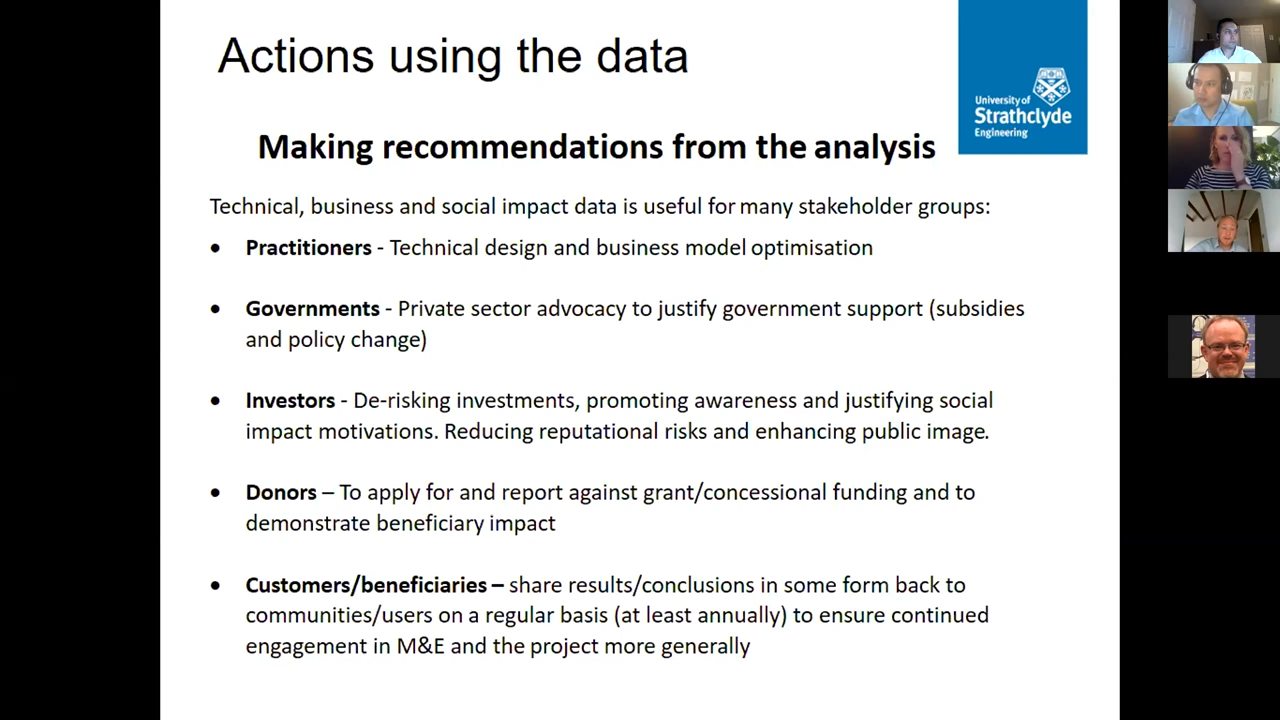 Actions using the data
University of
Strathclyde
Engineering
Making recommendations from the analysis
Technical, business and social impact data is useful for many stakeholder groups:
• Practitioners - Technical design and business model optimisation
• Governments - Private sector advocacy to justify government support (subsidies
and policy change)
• Investors - De-risking investments, promoting awareness and justifying social
impact motivations. Reducing reputational risks and enhancing public image.
• Donors – To apply for and report against grant/concessional funding and to
demonstrate beneficiary impact
• Customers/beneficiaries – share results/conclusions in some form back to
communities/users on a regular basis (at least annually) to ensure continued
engagement in M&E and the project more generally